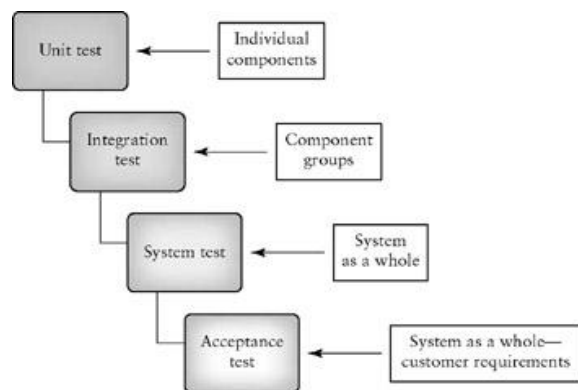 Unit test
Individual
components
Integration
test
Component
groups
System test
System
as a whole
Acceptance
test
System as a whole—
customer requirements